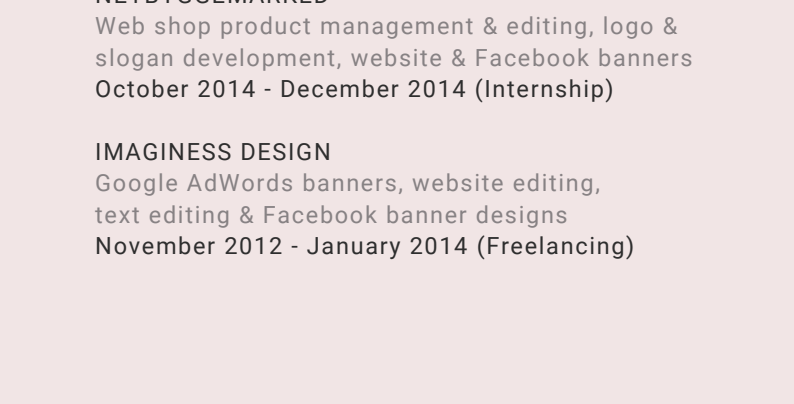 Web shop product management & editing, logo &
slogan development, website & Facebook banners
October 2014 - December 2014 (Internship)
IMAGINESS DESIGN
Google AdWords banners, website editing,
text editing & Facebook banner designs
November 2012 - January 2014 (Freelancing)